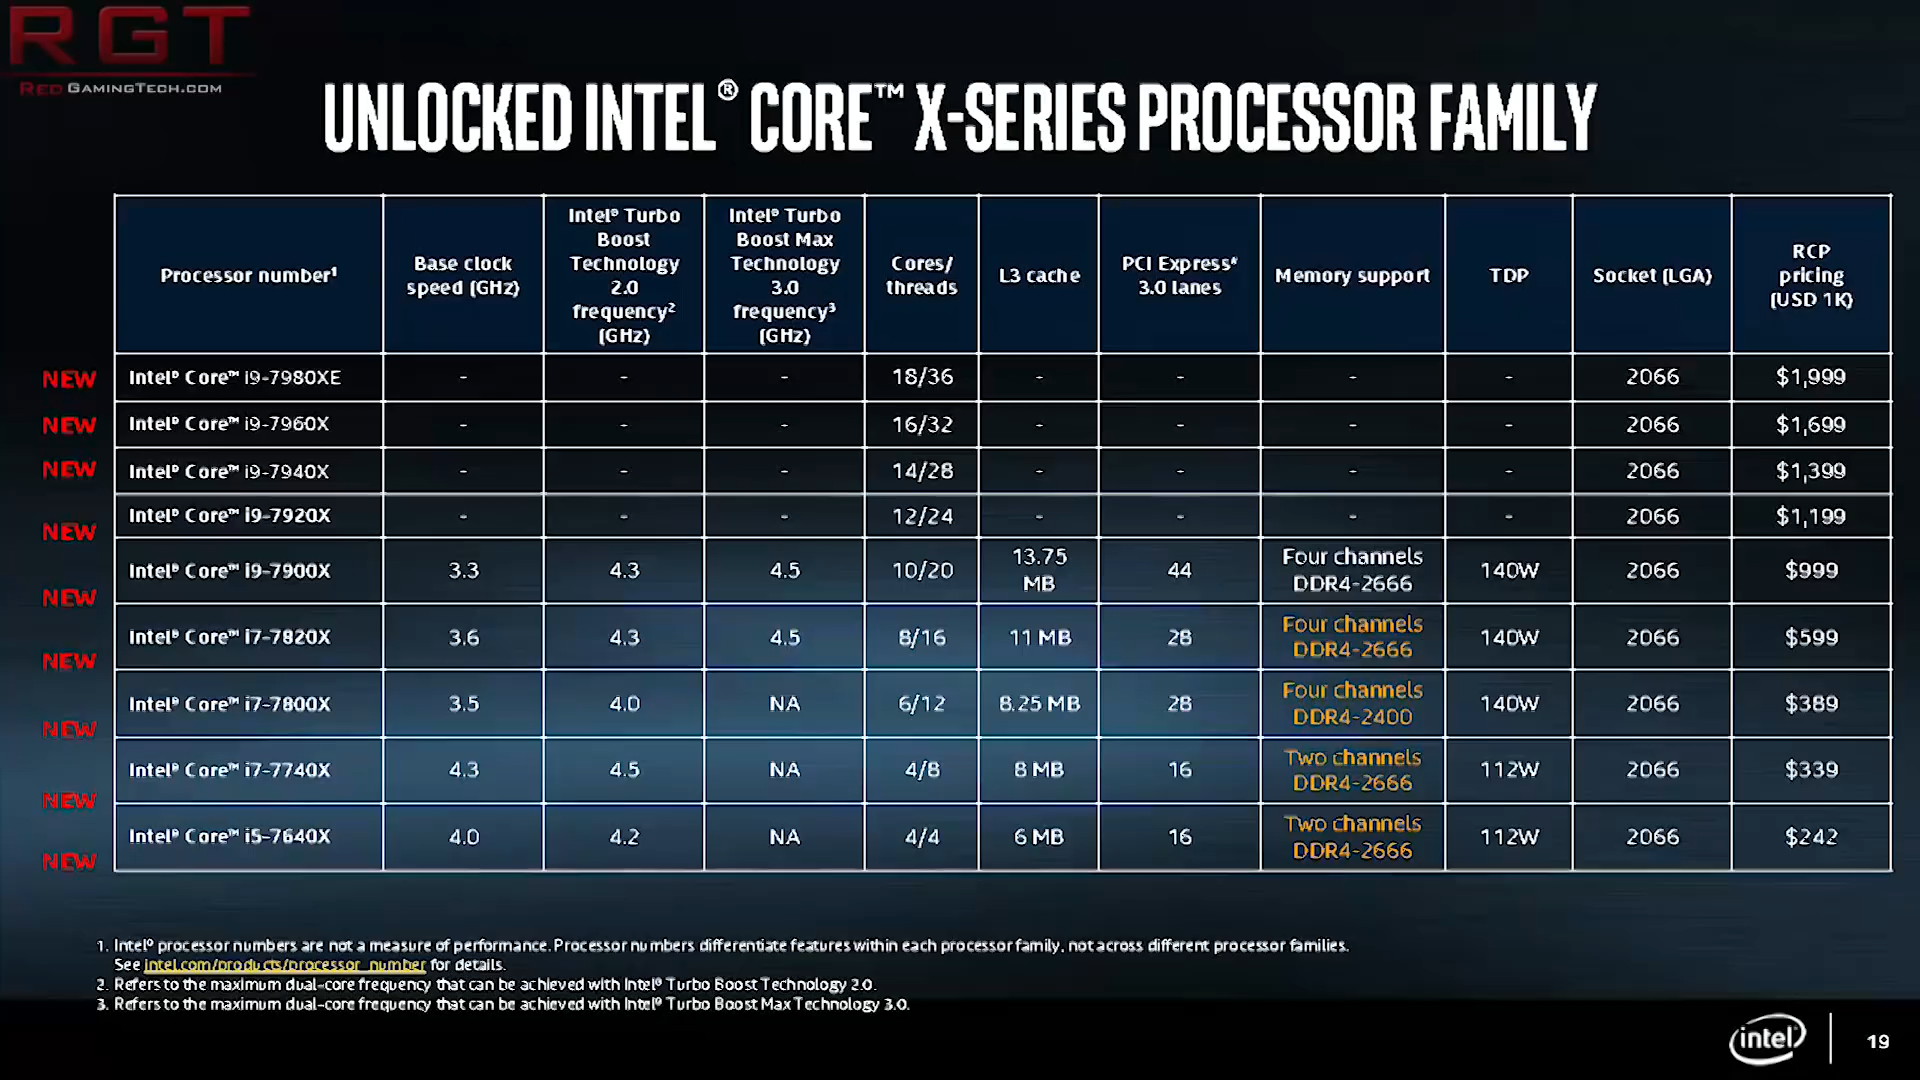 RGT
RedGamingTech.com
UNLOCKED INTEL® CORE™ X-SERIES PROCESSOR FAMILY
Processor number¹
Base clock
speed (GHz)
Intel® Turbo
Boost
Technology
2.0
frequency²
(GHz)
Intel® Turbo
Boost Max
Technology
3.0
frequency³
(GHz)
Cores/
threads
L3 cache
PCI Express*
3.0 lanes
Memory support
TDP
Socket (LGA)
RCP
pricing
(USD 1K)
NEW Intel® Core™ i9-7980XE - - - 18/36 - - - - 2066 $1,999
NEW Intel® Core™ i9-7960X - - - 16/32 - - - - 2066 $1,699
NEW Intel® Core™ i9-7940X - - - 14/28 - - - - 2066 $1,399
NEW Intel® Core™ i9-7920X - - - 12/24 - - - - 2066 $1,199
NEW Intel® Core™ i9-7900X 3.3 4.3 4.5 10/20 13.75
MB 44 Four channels
DDR4-2666 140W 2066 $999
NEW Intel® Core™ i7-7820X 3.6 4.3 4.5 8/16 11 MB 28 Four channels
DDR4-2666 140W 2066 $599
NEW Intel® Core™ i7-7800X 3.5 4.0 NA 6/12 8.25 MB 28 Four channels
DDR4-2400 140W 2066 $389
NEW Intel® Core™ i7-7740X 4.3 4.5 NA 4/8 8 MB 16 Two channels
DDR4-2666 112W 2066 $339
NEW Intel® Core™ i5-7640X 4.0 4.2 NA 4/4 6 MB 16 Two channels
DDR4-2666 112W 2066 $242
1. Intel® processor numbers are not a measure of performance. Processor numbers differentiate features within each processor family, not across different processor families.
See intel.com/products/processor_number for details.
2. Refers to the maximum dual-core frequency that can be achieved with Intel® Turbo Boost Technology 2.0.
3. Refers to the maximum dual-core frequency that can be achieved with Intel® Turbo Boost Max Technology 3.0.
intel
19